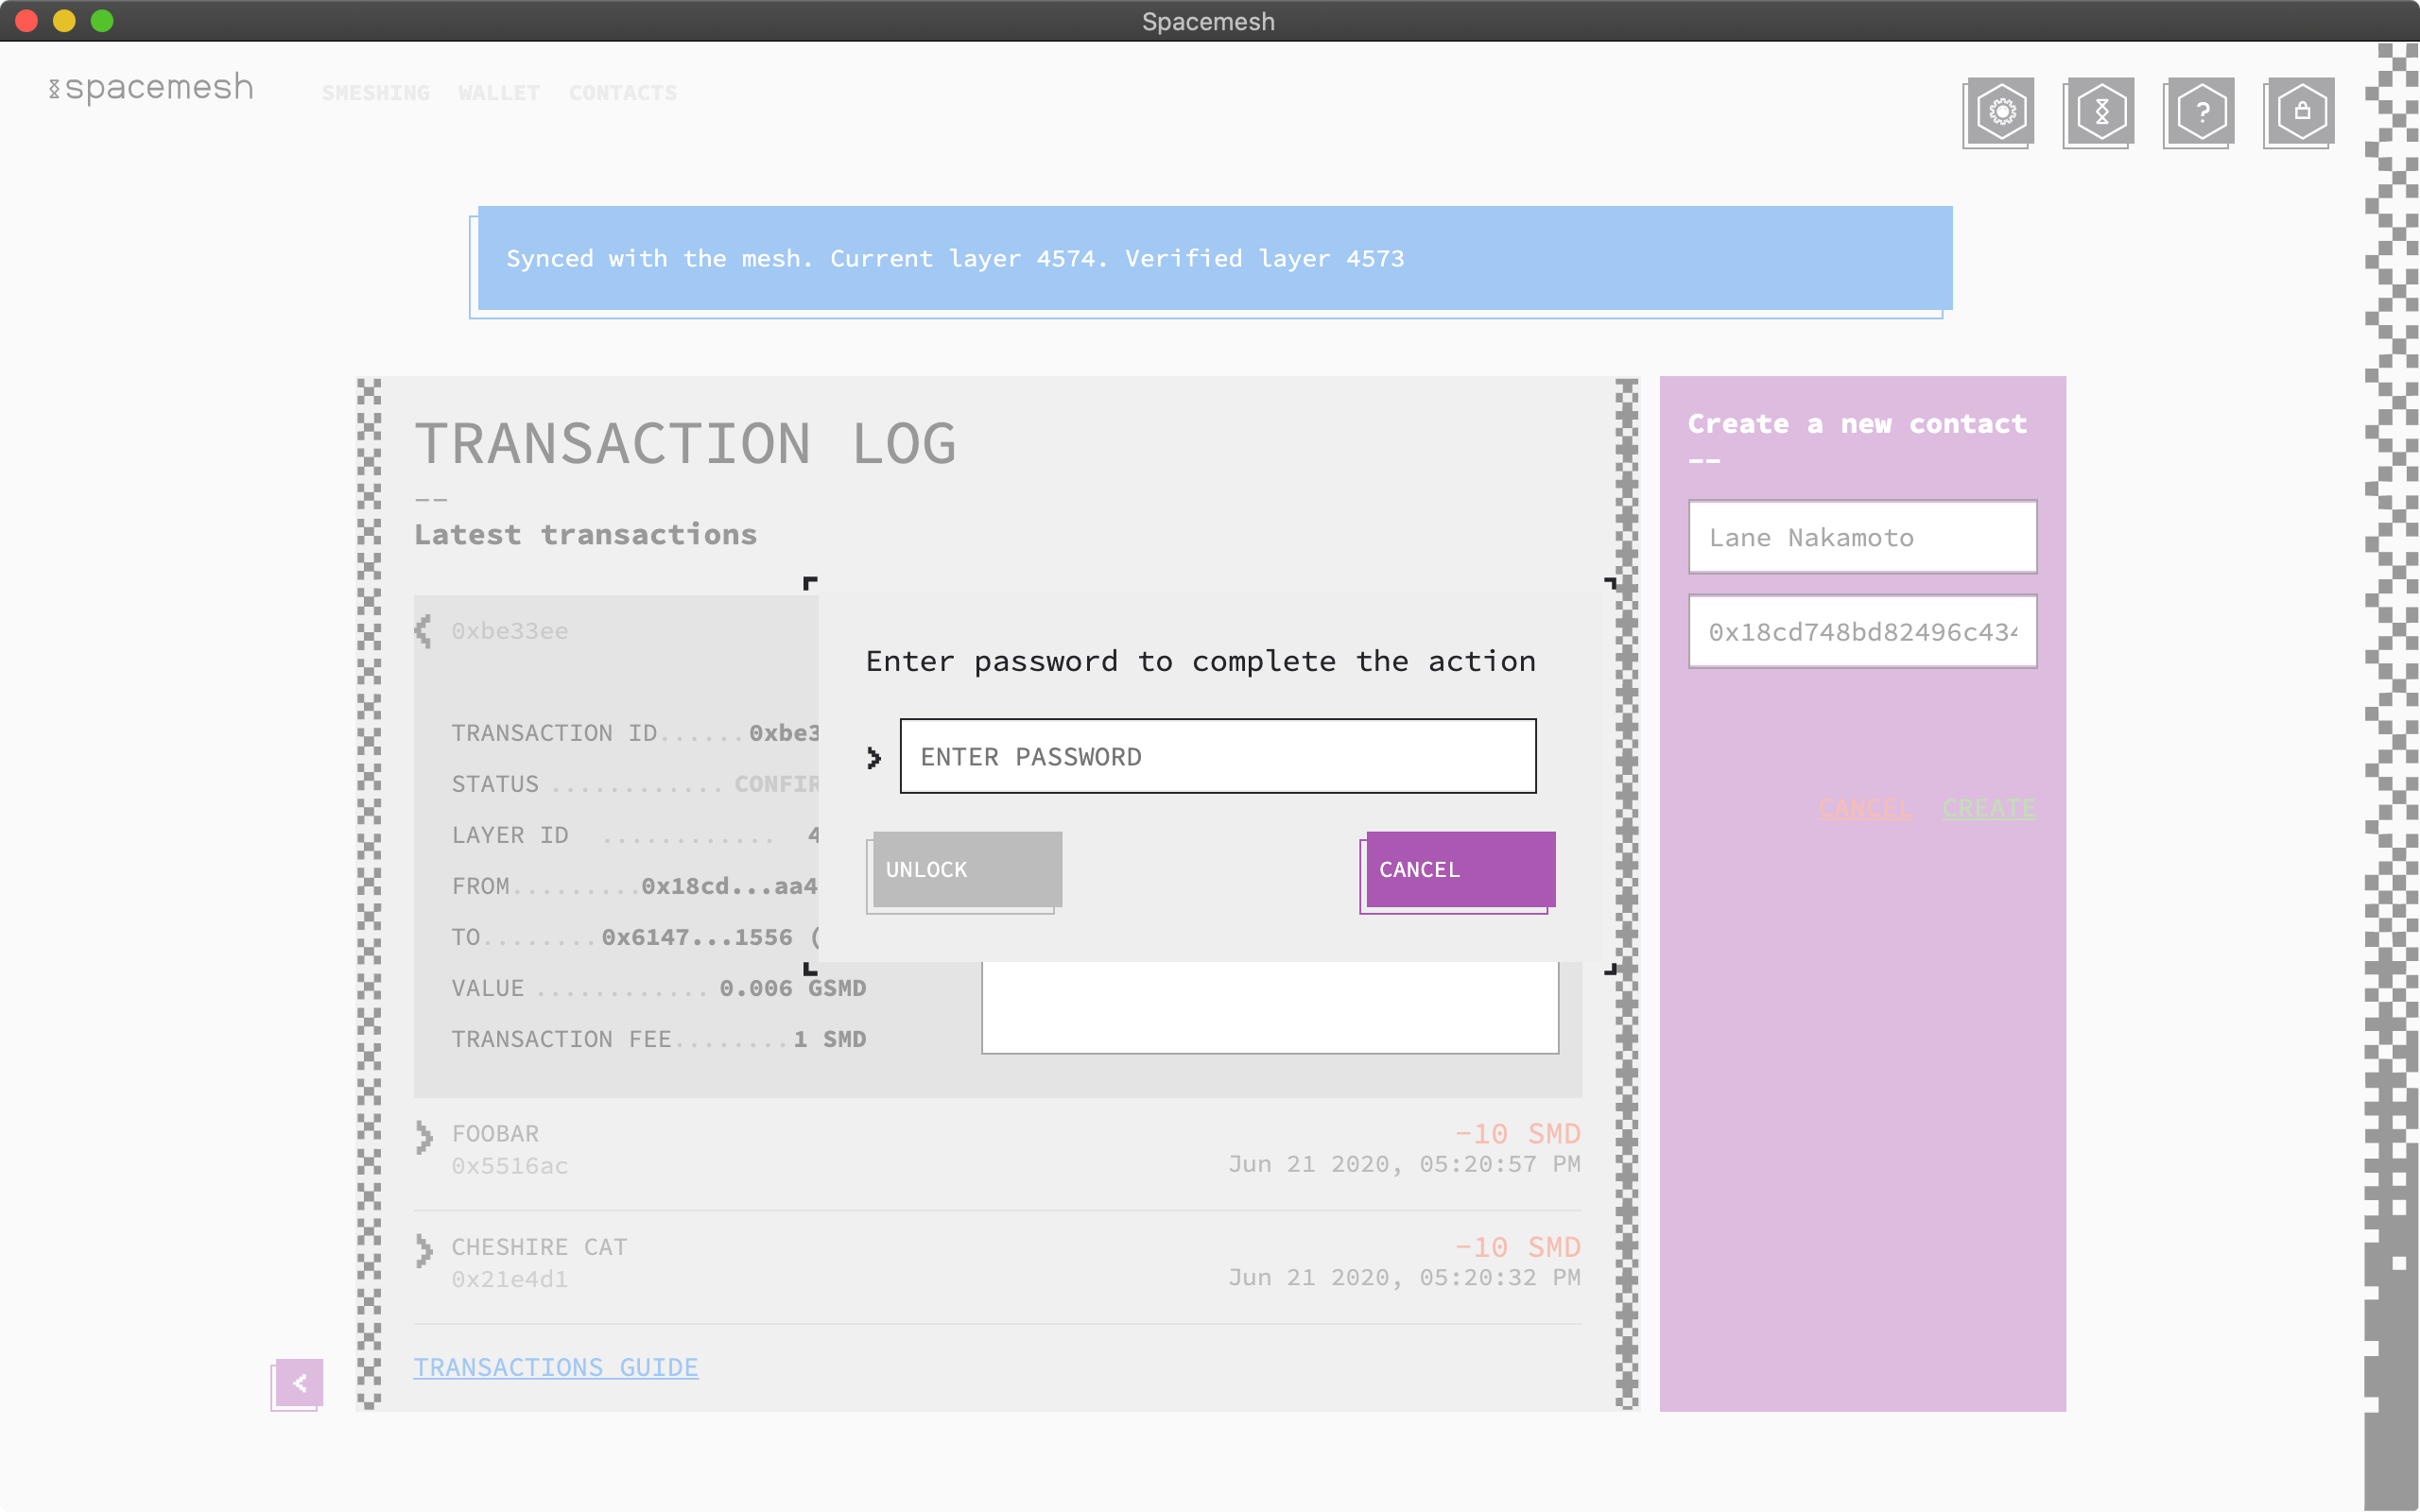 Spacemesh
spacemesh
SMESHING WALLET CONTACTS
?
Synced with the mesh. Current layer 4574. Verified layer 4573
TRANSACTION LOG
--
Latest transactions
0xbe33ee
TRANSACTION ID......0xbe3
STATUS ............ CONFIR
LAYER ID ............ 4
FROM.........0x18cd...aa4
TO........0x6147...1556 (
VALUE ............ 0.006 GSMD
TRANSACTION FEE........1 SMD
FOOBAR
-10 SMD
0x5516ac
Jun 21 2020, 05:20:57 PM
CHESHIRE CAT
-10 SMD
0x21e4d1
Jun 21 2020, 05:20:32 PM
TRANSACTIONS GUIDE
Enter password to complete the action
ENTER PASSWORD
UNLOCK
CANCEL
Create a new contact
--
Lane Nakamoto
0x18cd748bd82496c434
CANCEL CREATE